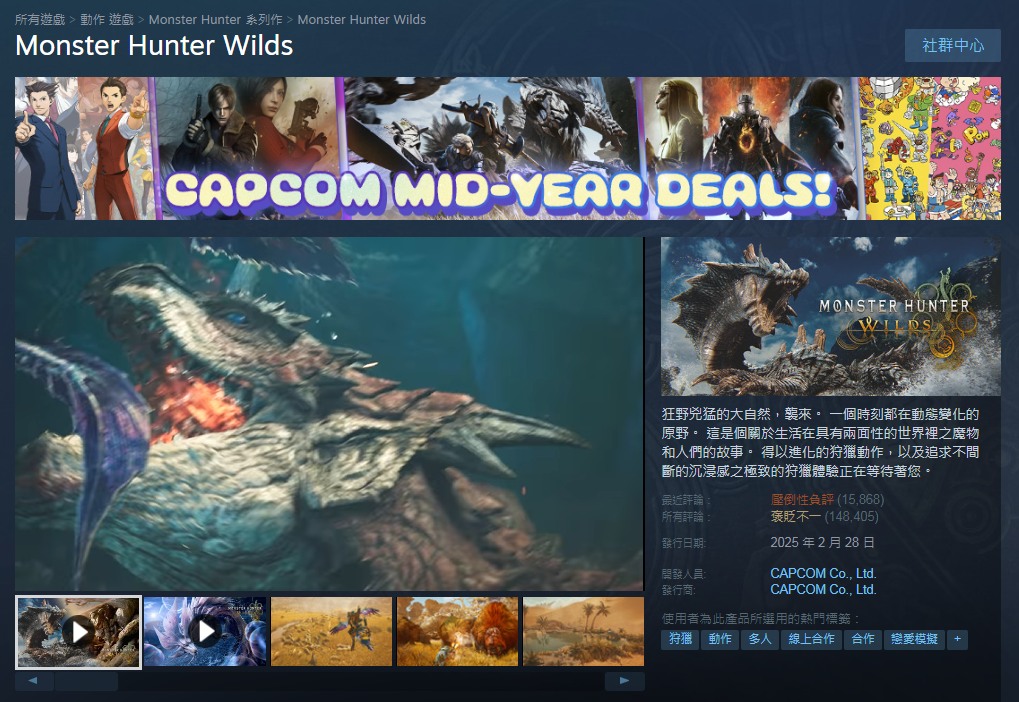 所有遊戲 > 動作 遊戲 > Monster Hunter 系列作 > Monster Hunter Wilds
Monster Hunter Wilds
社群中心
CAPCOM MID-YEAR DEALS!
MONSTER HUNTER
WILDS
狂野兇猛的大自然，襲來。 一個時刻都在動態變化的
原野。 這是個關於生活在具有兩面性的世界裡之魔物
和人們的故事。 得以進化的狩獵動作，以及追求不間
斷的沉浸感之極致的狩獵體驗正在等待著您。
最近評論： 壓倒性負評 (15,868)
所有評論： 褒貶不一 (148,405)
發行日期: 2025 年 2 月 28 日
開發人員: CAPCOM Co., Ltd.
發行商: CAPCOM Co., Ltd.
使用者為此產品所選用的熱門標籤：
狩獵 動作 多人 線上合作 合作 戀愛模擬 +